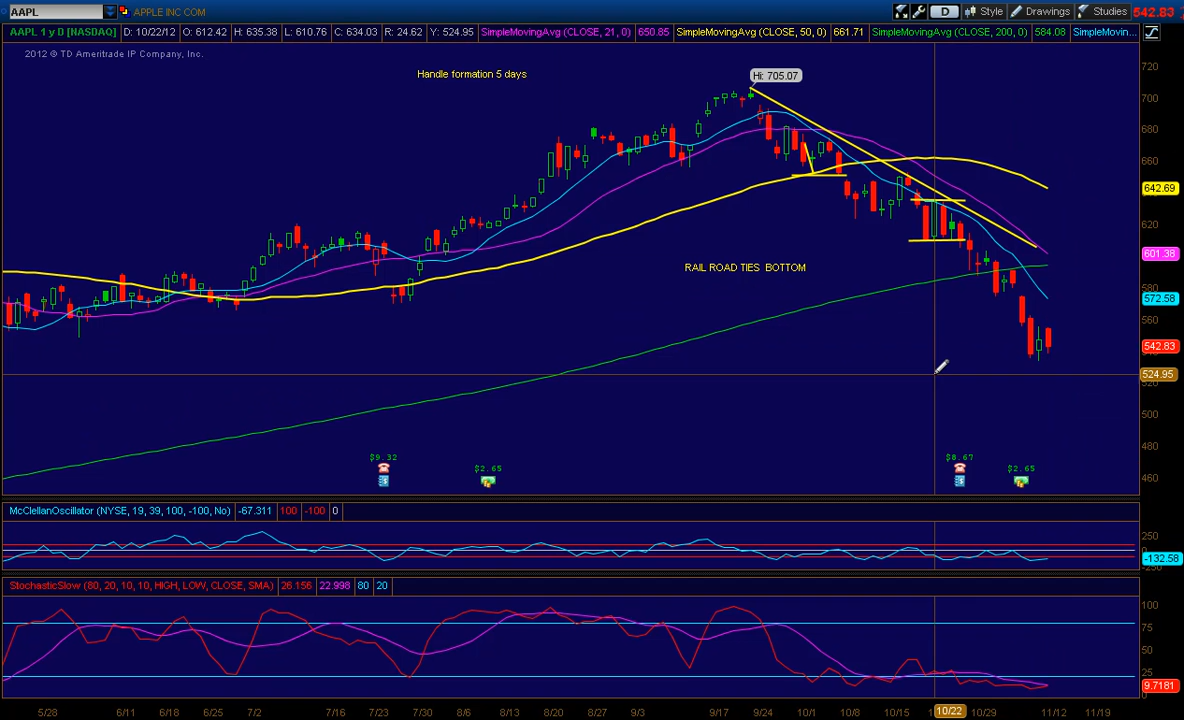 AAPL APPLE INC COM D Style Drawings Studies 542.83
AAPL 1 y D [NASDAQ] D: 10/22/12 O: 612.42 H: 635.38 L: 610.76 C: 634.03 R: 24.62 Y: 524.95 SimpleMovingAvg (CLOSE, 21, 0) 650.85 SimpleMovingAvg (CLOSE, 50, 0) 661.71 SimpleMovingAvg (CLOSE, 200, 0) 584.08 SimpleMovin...
2012 © TD Ameritrade IP Company, Inc.
720
Handle formation 5 days
Hi: 705.07
700
680
660
642.69
620
601.38
RAIL ROAD TIES BOTTOM
580
572.58
560
542.83
524.95
520
500
480
460
$9.32 $2.65 $8.67 $2.65
McClellanOscillator (NYSE, 19, 39, 100, -100, No) -67.311 100 -100 0
250
-132.58
StochasticSlow (80, 20, 10, 10, HIGH, LOW, CLOSE, SMA) 26.156 22.998 80 20
100
75
50
25
9.7181
5/28 6/11 6/18 6/25 7/2 7/16 7/23 7/30 8/6 8/13 8/20 8/27 9/3 9/17 9/24 10/1 10/8 10/15 10/22 10/29 11/12 11/19